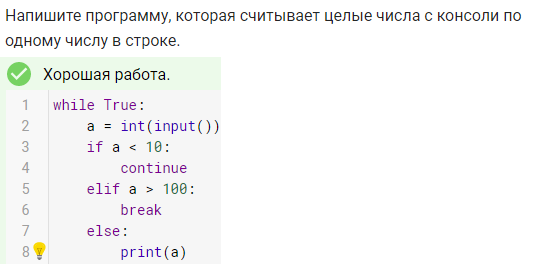 Напишите программу, которая считывает целые числа с консоли по
одному числу в строке.
Хорошая работа.
1 while True:
2     a = int(input())
3     if a < 10:
4         continue
5     elif a > 100:
6         break
7     else:
8         print(a)